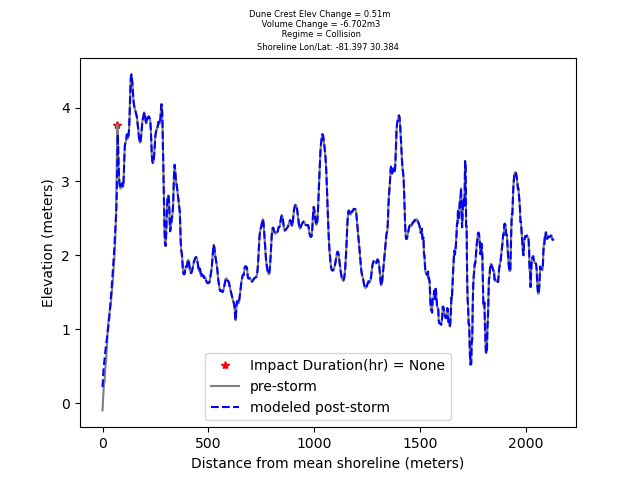 Dune Crest Elev Change = 0.51m
Volume Change = -6.702m3
Regime = Collision
Shoreline Lon/Lat: -81.397 30.384
4
3
2
1
0
Elevation (meters)
Impact Duration(hr) = None
pre-storm
modeled post-storm
0 500 1000 1500 2000
Distance from mean shoreline (meters)